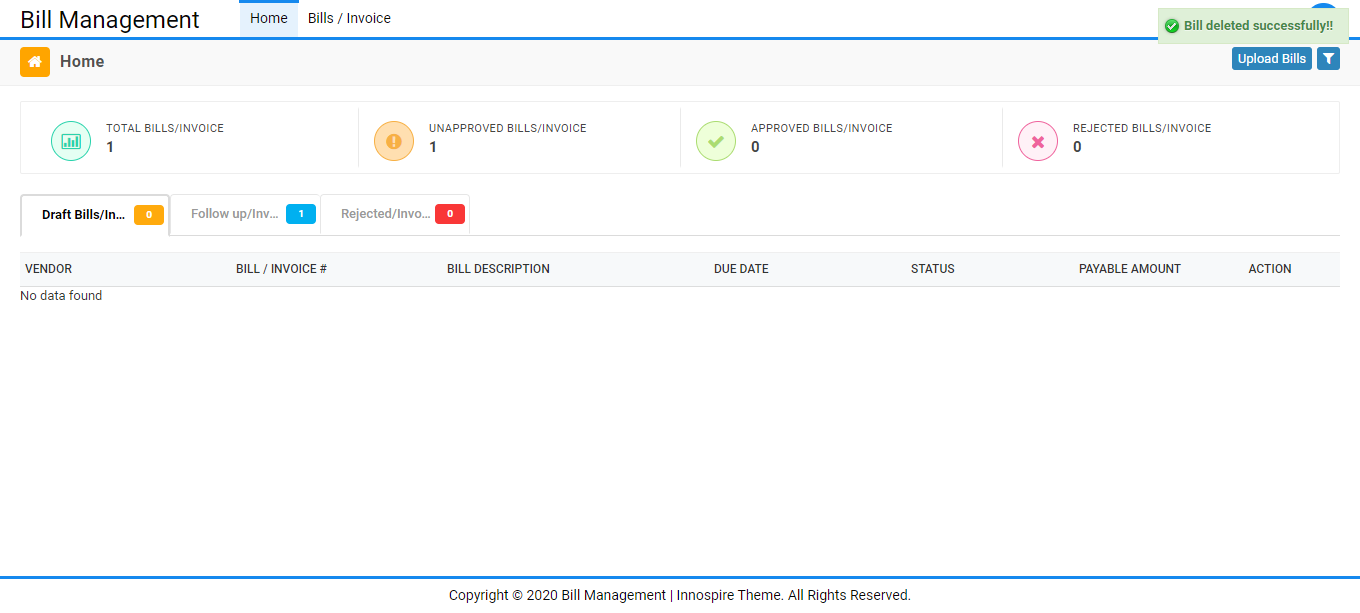 Bill Management
Home
Bills / Invoice
Bill deleted successfully!!
Home
Upload Bills
TOTAL BILLS/INVOICE
1
UNAPPROVED BILLS/INVOICE
1
APPROVED BILLS/INVOICE
0
REJECTED BILLS/INVOICE
0
Draft Bills/In... 0
Follow up/Inv... 1
Rejected/Invo... 0
VENDOR BILL / INVOICE # BILL DESCRIPTION DUE DATE STATUS PAYABLE AMOUNT ACTION
No data found
Copyright © 2020 Bill Management | Innospire Theme. All Rights Reserved.